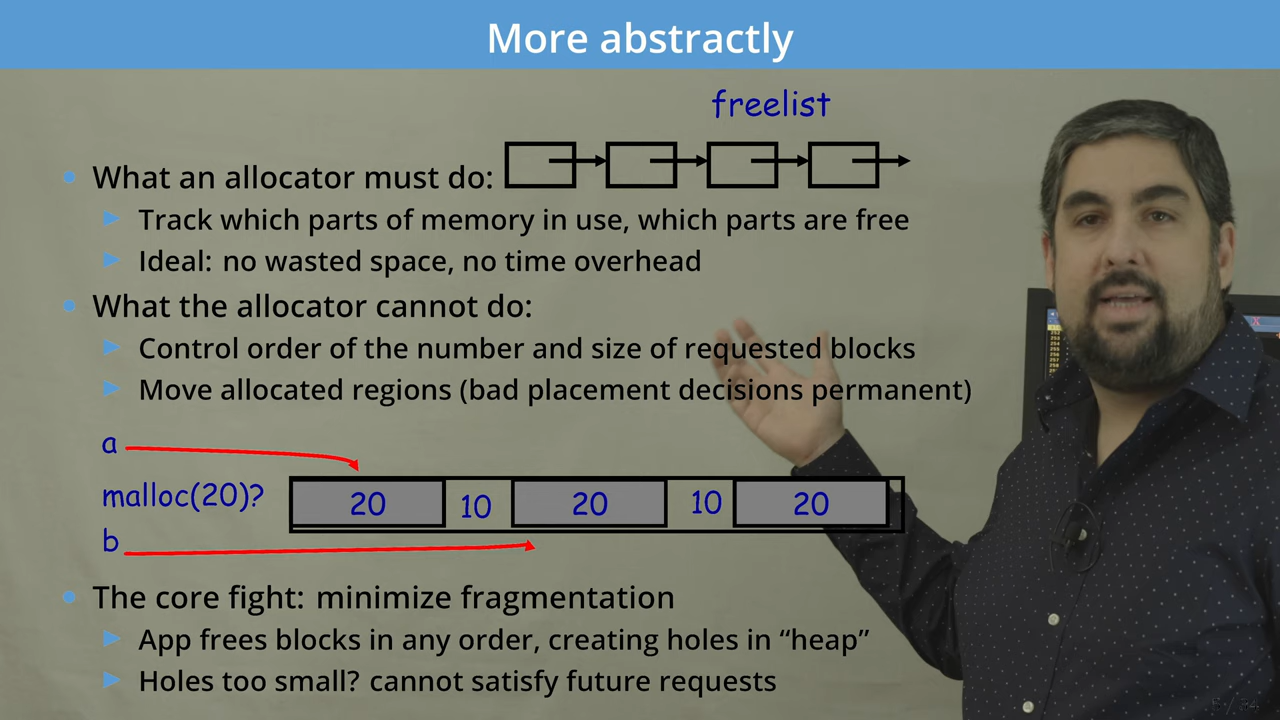 More abstractly
freelist
What an allocator must do:
Track which parts of memory in use, which parts are free
Ideal: no wasted space, no time overhead
What the allocator cannot do:
Control order of the number and size of requested blocks
Move allocated regions (bad placement decisions permanent)
a
malloc(20)? 20 10 20 10 20
b
The core fight: minimize fragmentation
App frees blocks in any order, creating holes in “heap”
Holes too small? cannot satisfy future requests